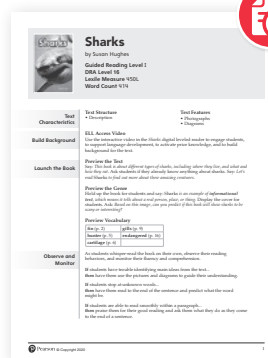 Sharks
Sharks
by Susan Hughes
Guided Reading Level I
DRA Level 16
Lexile Measure 450L
Word Count 414
Text Characteristics
Text Structure
• Description
Text Features
• Photographs
• Diagrams
Build Background
ELL Access Video
Use the interactive video in the Sharks digital leveled reader to engage students,
to support language development, to activate prior knowledge, and to build
background for the text.
Launch the Book
Preview the Text
Say: This book is about different types of sharks, including where they live, and what and
how they eat. Ask students if they already know anything about sharks. Say: Let's
read Sharks to find out more about these amazing creatures.
Preview the Genre
Hold up the book for students and say: Sharks is an example of informational
text, which means it tells about a real person, place, or thing. Display the cover for
students. Ask: Based on this image, can you predict if this book will show sharks to be
scary or interesting?
Preview Vocabulary
fin (p. 2) gills (p. 9)
hunter (p. 5) endangered (p. 16)
cartilage (p. 6)
Observe and Monitor
As students whisper-read the book on their own, observe their reading
behaviors, and monitor their fluency and comprehension.
If students have trouble identifying main ideas from the text…
then have them use the pictures and diagrams to guide their understanding.
If students stop at unknown words…
then have them read to the end of the sentence and predict what the word
might be.
If students are able to read smoothly within a paragraph…
then praise them for their good reading and ask them what they do as they come
to the end of a sentence.
Pearson © Copyright 2020
1